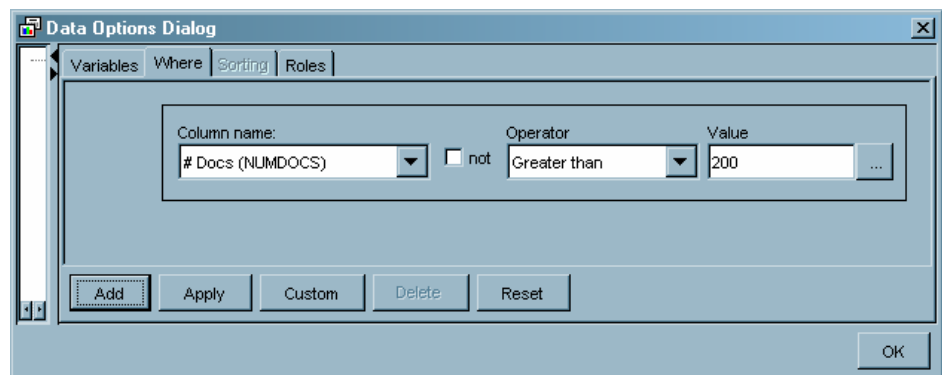 Data Options Dialog
Variables Where Sorting Roles
Column name: Operator Value
# Docs (NUMDOCS) not Greater than 200 ...
Add Apply Custom Delete Reset
OK